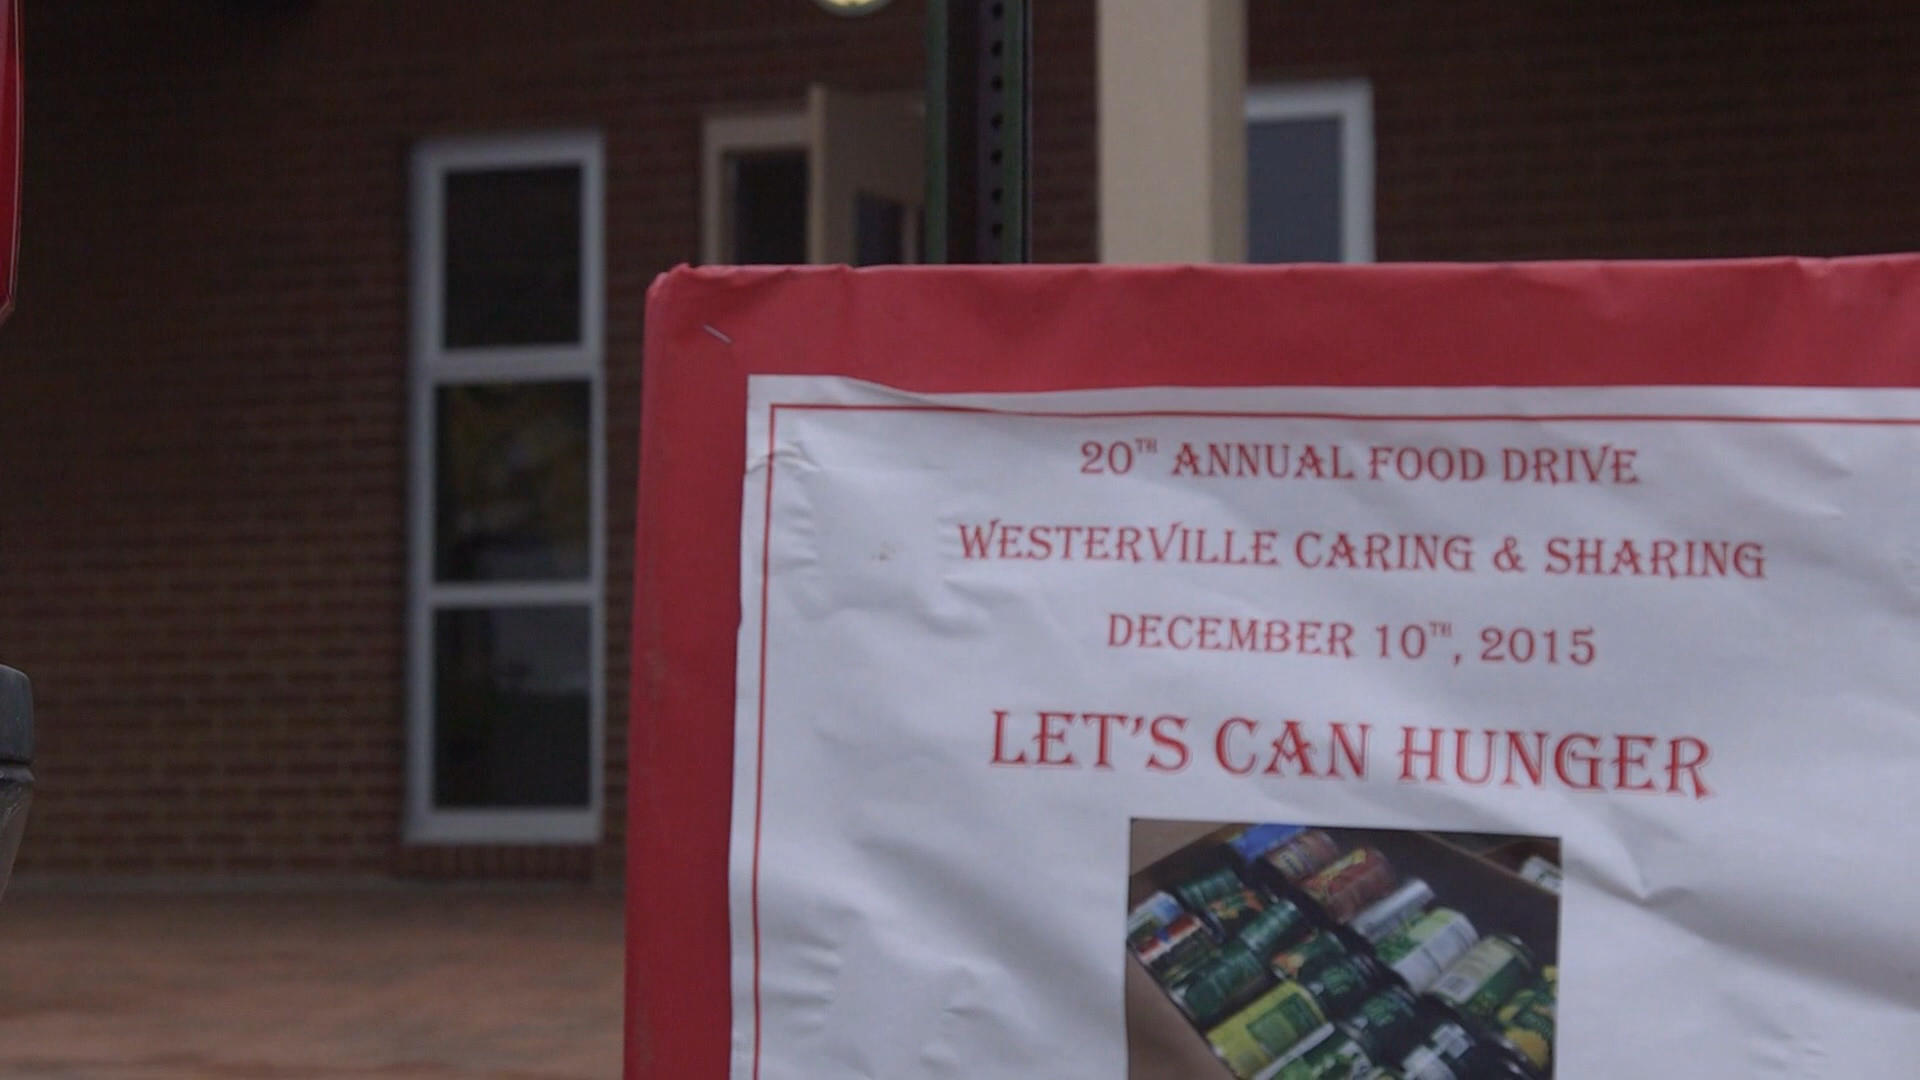 20TH ANNUAL FOOD DRIVE
WESTERVILLE CARING & SHARING
DECEMBER 10TH, 2015
LET'S CAN HUNGER